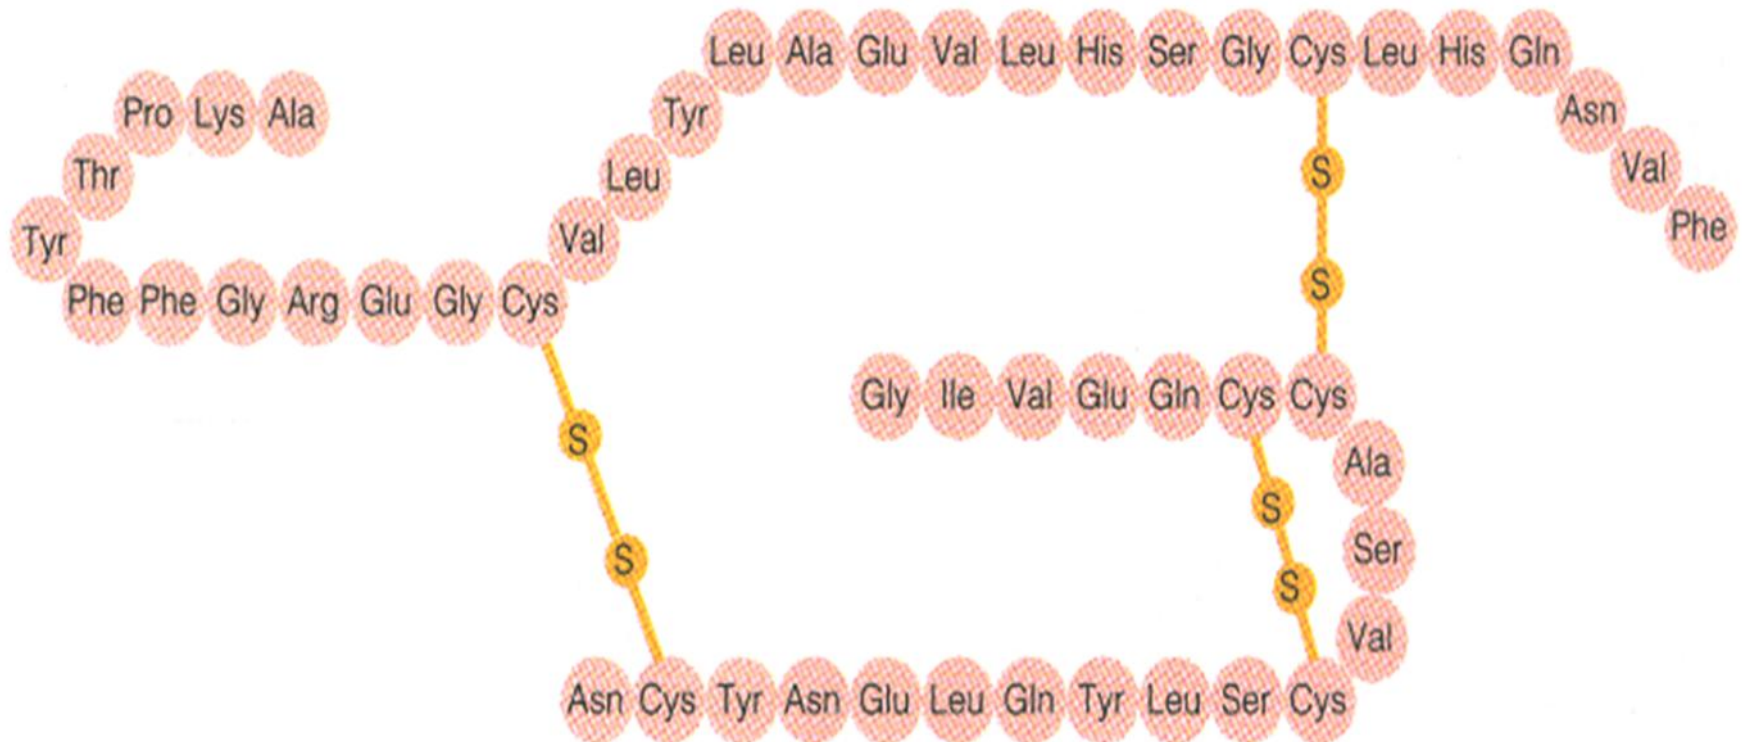 Leu Ala Glu Val Leu His Ser Gly Cys Leu His Gln
Pro Lys Ala Tyr Asn
Thr Leu S Val
Tyr Val Phe
Phe Phe Gly Arg Glu Gly Cys S
Gly Ile Val Glu Gln Cys Cys
S Ala
S
S Ser
S
Val
Asn Cys Tyr Asn Glu Leu Gln Tyr Leu Ser Cys